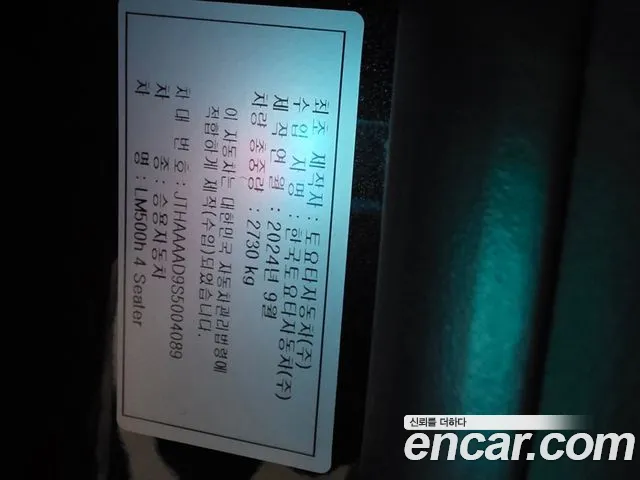 최초 제작사 : 토요타자동차(주)
수 입 자 명 : 한국토요타자동차(주)
제 작 연 월 : 2024년 9월
차량 총중량 : 2730 kg
이 자동차는 대한민국 자동차관리법령에
적합하게 제작(수입)되었습니다.
차 대 번 호 : JTHAAAAD9S5004089
차 종 : 승용자동차
차 명 : LM500h 4 Seater
신뢰를 더하다
encar.com